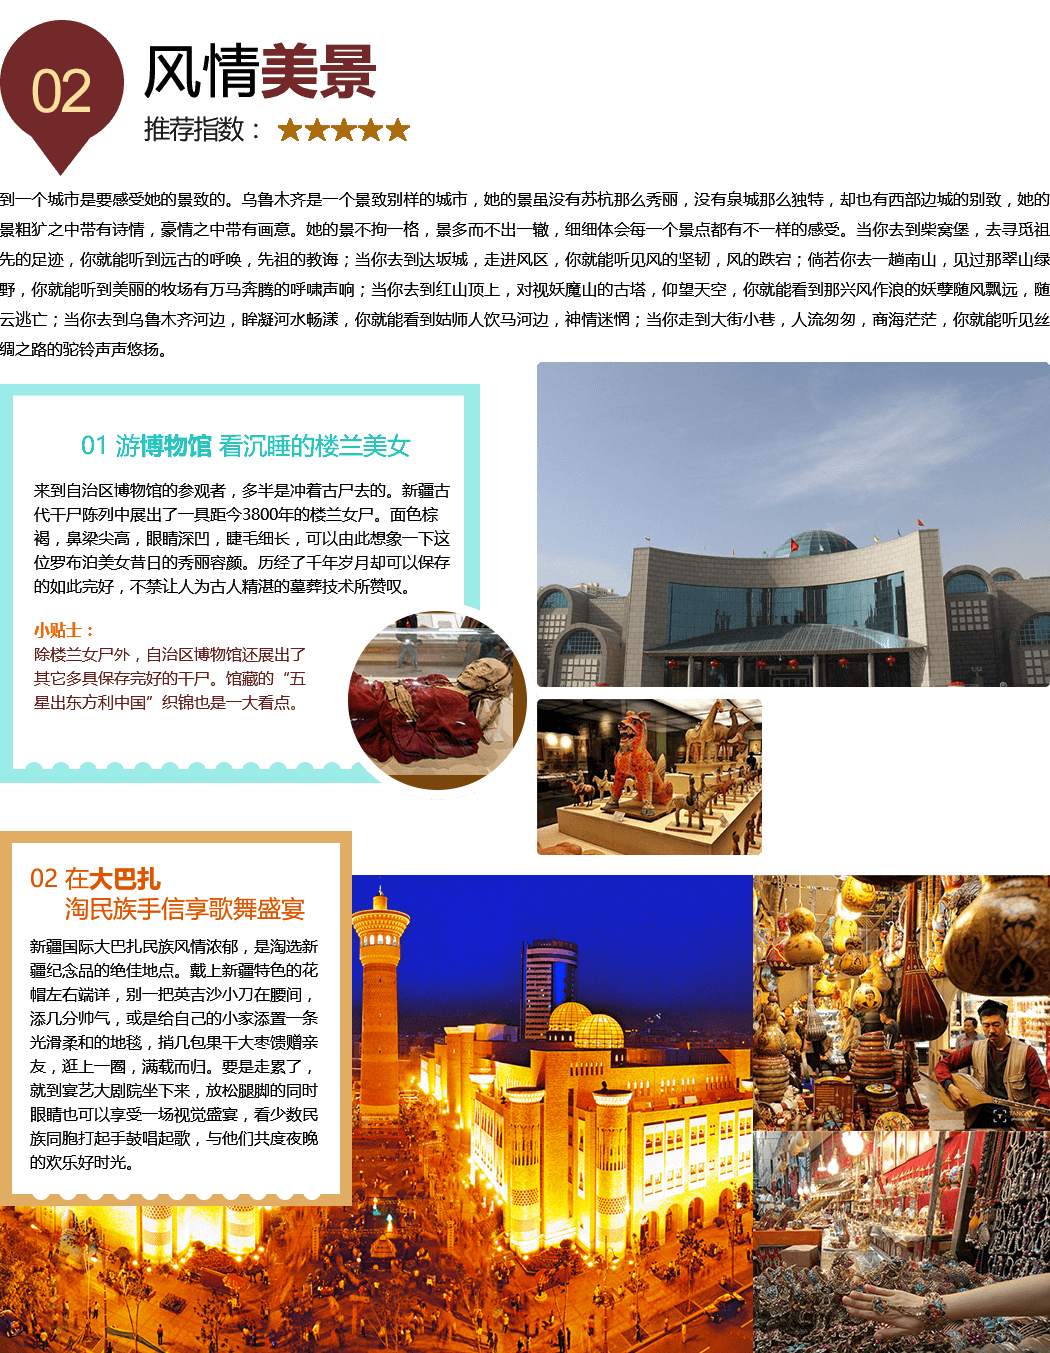 02
风情美景
推荐指数：
到一个城市是要感受她的景致的。乌鲁木齐是一个景致别样的城市，她的景虽没有苏杭那么秀丽，没有泉城那么独特，却也有西部边城的别致，她的
景粗犷之中带有诗情，豪情之中带有画意。她的景不拘一格，景多而不出一辙，细细体会每一个景点都有不一样的感受。当你去到柴窝堡，去寻觅祖
先的足迹，你就能听到远古的呼唤，先祖的教诲；当你去到达坂城，走进风区，你就能听见风的坚韧，风的跌宕；倘若你去一趟南山，见过那翠山绿
野，你就能听到美丽的牧场有万马奔腾的呼啸声响；当你去到红山顶上，对视妖魔山的古塔，仰望天空，你就能看到那兴风作浪的妖孽随风飘远，随
云逃亡；当你去到乌鲁木齐河边，眸凝河水畅漾，你就能看到姑师人饮马河边，神情迷惘；当你走到大街小巷，人流匆匆，商海茫茫，你就能听见丝
绸之路的驼铃声声悠扬。
01 游博物馆 看沉睡的楼兰美女
来到自治区博物馆的参观者，多半是冲着古尸去的。新疆古
代干尸陈列中展出了一具距今3800年的楼兰女尸。面色棕
褐，鼻梁尖高，眼睛深凹，睫毛细长，可以由此想象一下这
位罗布泊美女昔日的秀丽容颜。历经了千年岁月却可以保存
的如此完好，不禁让人为古人精湛的墓葬技术所赞叹。
小贴士：
除楼兰女尸外，自治区博物馆还展出了
其它多具保存完好的干尸。馆藏的“五
星出东方利中国”织锦也是一大看点。
02 在大巴扎
淘民族手信享歌舞盛宴
新疆国际大巴扎民族风情浓郁，是淘选新
疆纪念品的绝佳地点。戴上新疆特色的花
帽左右端详，别一把英吉沙小刀在腰间，
添几分帅气，或是给自己的小家添置一条
光滑柔和的地毯，捎几包果干大枣馈赠亲
友，逛上一圈，满载而归。要是走累了，
就到宴艺大剧院坐下来，放松腿脚的同时
眼睛也可以享受一场视觉盛宴，看少数民
族同胞打起手鼓唱起歌，与他们共度夜晚
的欢乐好时光。